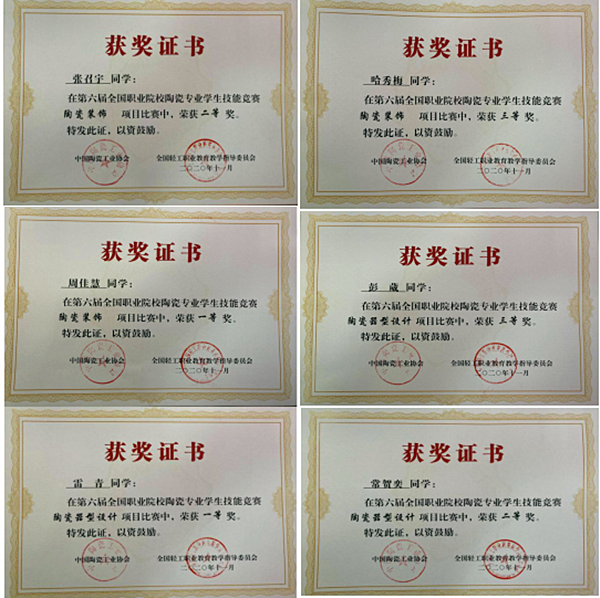 获奖证书
张召宇 同学：
在第六届全国职业院校陶瓷专业学生技能竞赛
陶瓷装饰 项目比赛中，荣获 二等 奖。
特发此证，以资鼓励。
中国陶瓷工业协会 全国轻工职业教育教学指导委员会
二〇二〇年十一月
获奖证书
哈秀梅 同学：
在第六届全国职业院校陶瓷专业学生技能竞赛
陶瓷装饰 项目比赛中，荣获 三等 奖。
特发此证，以资鼓励。
中国陶瓷工业协会 全国轻工职业教育教学指导委员会
二〇二〇年十一月
获奖证书
周佳慧 同学：
在第六届全国职业院校陶瓷专业学生技能竞赛
陶瓷装饰 项目比赛中，荣获 一等 奖。
特发此证，以资鼓励。
中国陶瓷工业协会 全国轻工职业教育教学指导委员会
二〇二〇年十一月
获奖证书
彭葳 同学：
在第六届全国职业院校陶瓷专业学生技能竞赛
陶瓷器型设计 项目比赛中，荣获 三等 奖。
特发此证，以资鼓励。
中国陶瓷工业协会 全国轻工职业教育教学指导委员会
二〇二〇年十一月
获奖证书
雷青 同学：
在第六届全国职业院校陶瓷专业学生技能竞赛
陶瓷器型设计 项目比赛中，荣获 一等 奖。
特发此证，以资鼓励。
中国陶瓷工业协会 全国轻工职业教育教学指导委员会
二〇二〇年十一月
获奖证书
常贺奕 同学：
在第六届全国职业院校陶瓷专业学生技能竞赛
陶瓷器型设计 项目比赛中，荣获 二等 奖。
特发此证，以资鼓励。
中国陶瓷工业协会 全国轻工职业教育教学指导委员会
二〇二〇年十一月